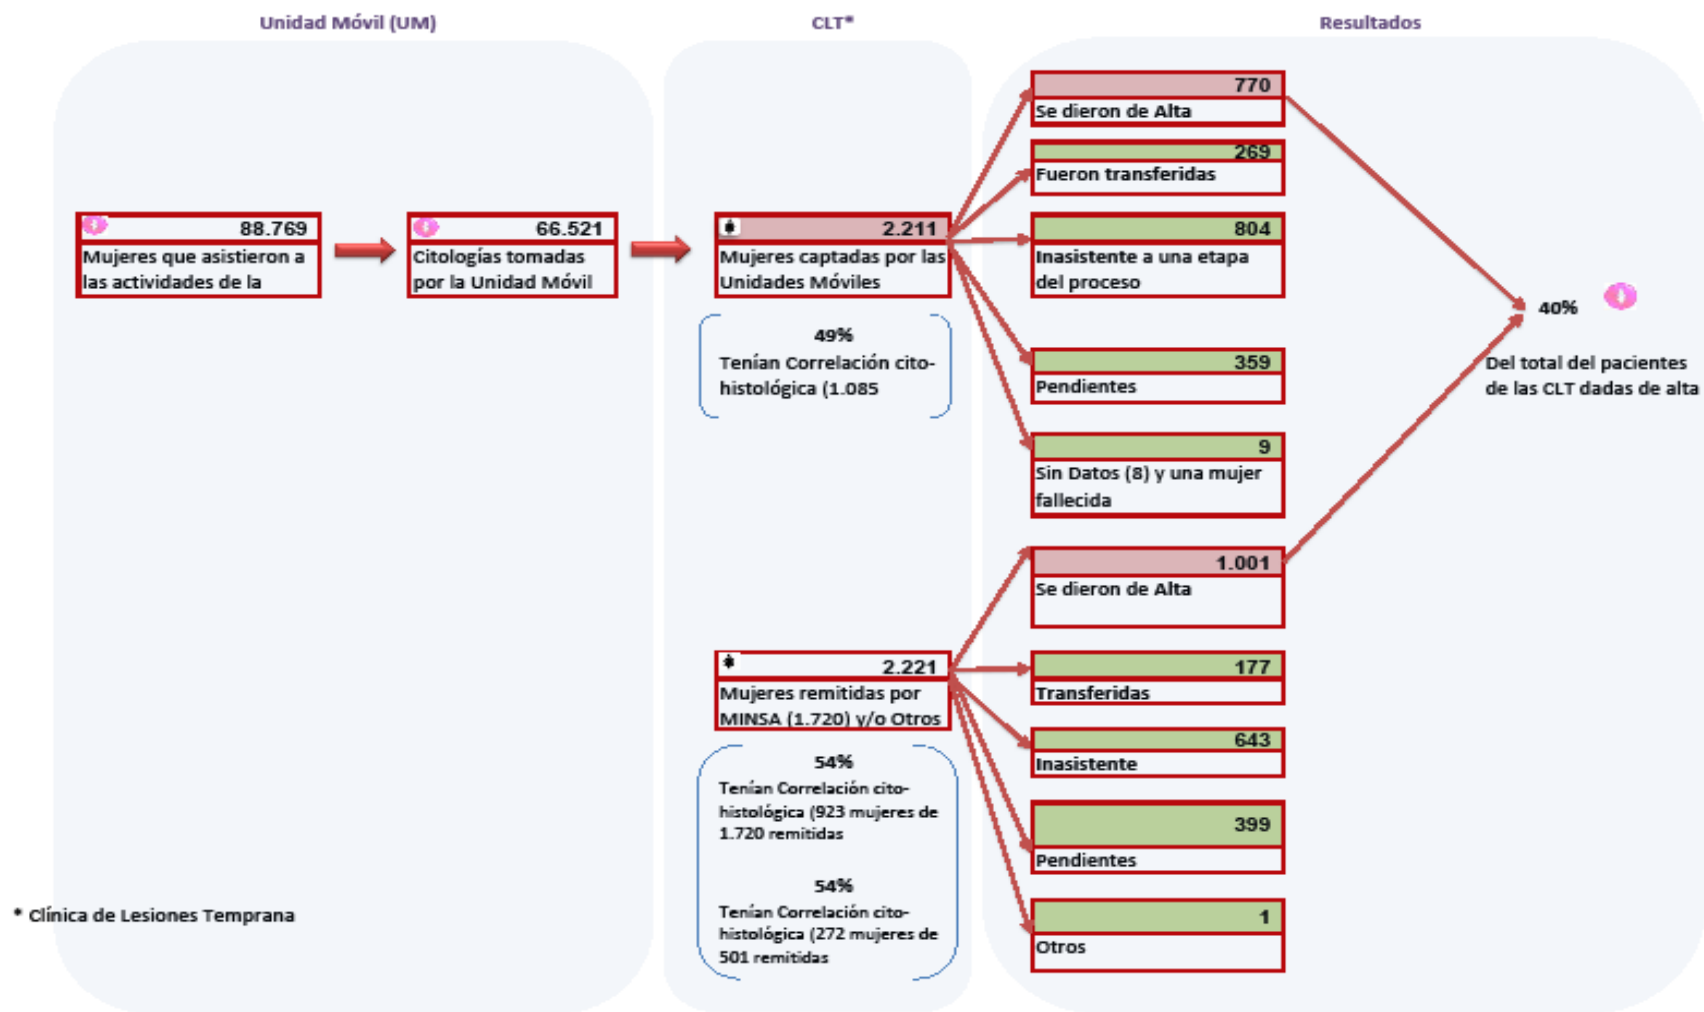 Unidad Móvil (UM)
CLT*
Resultados
88.769
Mujeres que asistieron a
las actividades de la
66.521
Citologías tomadas
por la Unidad Móvil
2.211
Mujeres captadas por las
Unidades Móviles
49%
Tenían Correlación cito-
histológica (1.085
770
Se dieron de Alta
269
Fueron transferidas
804
Inasistente a una etapa
del proceso
359
Pendientes
9
Sin Datos (8) y una mujer
fallecida
40%
Del total del pacientes
de las CLT dadas de alta
2.221
Mujeres remitidas por
MINSA (1.720) y/o Otros
54%
Tenían Correlación cito-
histológica (923 mujeres de
1.720 remitidas
54%
Tenían Correlación cito-
histológica (272 mujeres de
501 remitidas
1.001
Se dieron de Alta
177
Transferidas
643
Inasistente
399
Pendientes
1
Otros
* Clínica de Lesiones Temprana